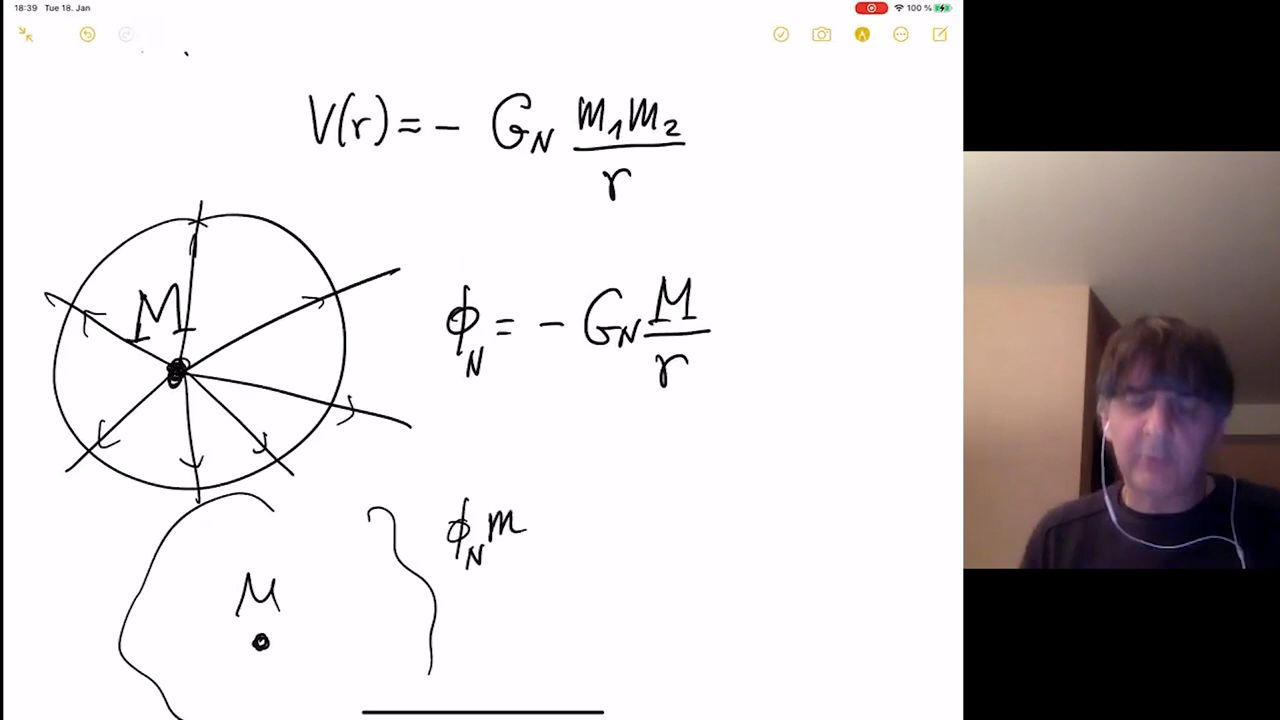 18:39 Tue 18. Jan
100 %
V(r) = - G_N m_1 m_2 / r
M
ϕ_N = - G_N M / r
ϕ_N m
M